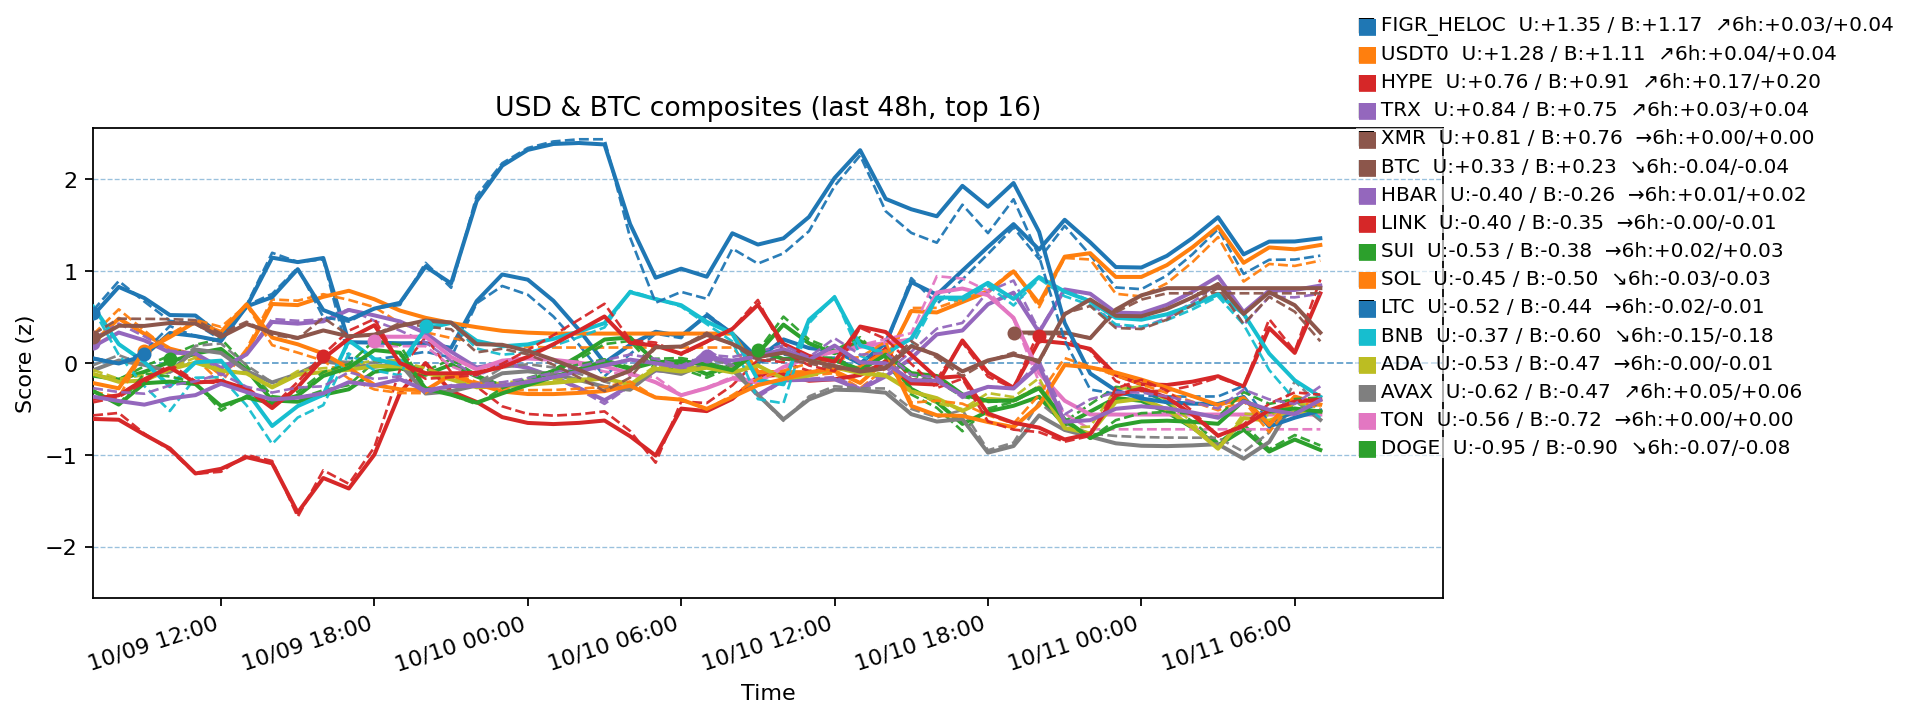 FIGR_HELOC U:+1.35 / B:+1.17 ↗6h:+0.03/+0.04
USDT0 U:+1.28 / B:+1.11 ↗6h:+0.04/+0.04
HYPE U:+0.76 / B:+0.91 ↗6h:+0.17/+0.20
TRX U:+0.84 / B:+0.75 ↗6h:+0.03/+0.04
XMR U:+0.81 / B:+0.76 →6h:+0.00/+0.00
BTC U:+0.33 / B:+0.23 ↘6h:-0.04/-0.04
HBAR U:-0.40 / B:-0.26 →6h:+0.01/+0.02
LINK U:-0.40 / B:-0.35 →6h:-0.00/-0.01
SUI U:-0.53 / B:-0.38 →6h:+0.02/+0.03
SOL U:-0.45 / B:-0.50 ↘6h:-0.03/-0.03
LTC U:-0.52 / B:-0.44 →6h:-0.02/-0.01
BNB U:-0.37 / B:-0.60 ↘6h:-0.15/-0.18
ADA U:-0.53 / B:-0.47 →6h:-0.00/-0.01
AVAX U:-0.62 / B:-0.47 ↗6h:+0.05/+0.06
TON U:-0.56 / B:-0.72 →6h:+0.00/+0.00
DOGE U:-0.95 / B:-0.90 ↘6h:-0.07/-0.08
USD & BTC composites (last 48h, top 16)
Score (z)
2
1
0
−1
−2
10/09 12:00
10/09 18:00
10/10 00:00
10/10 06:00
10/10 12:00
10/10 18:00
10/11 00:00
10/11 06:00
Time